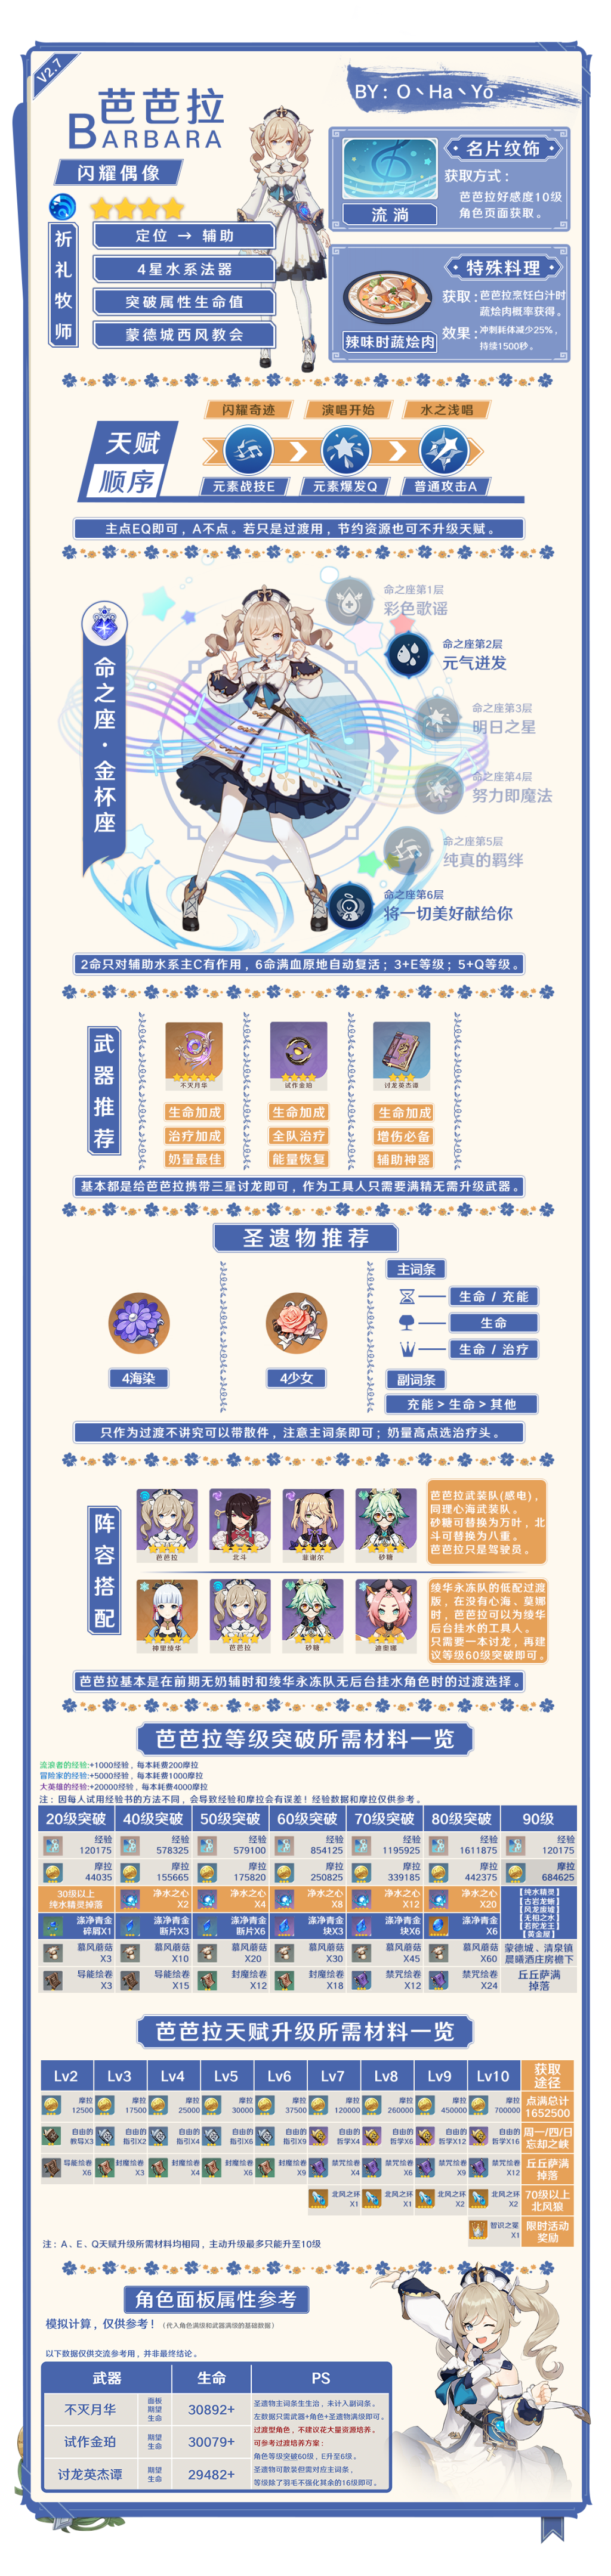 V2.7
BY: O丶Ha丶Yo
芭芭拉
BARBARA
闪耀偶像
祈礼牧师
定位 → 辅助
4星水系法器
突破属性生命值
蒙德城西风教会
名片纹饰
获取方式：
芭芭拉好感度10级
角色页面获取。
流淌
特殊料理
获取：芭芭拉烹饪白汁时
蔬烩肉概率获得。
效果：冲刺耗体减少25%，
持续1500秒。
辣味时蔬烩肉
天赋
顺序
闪耀奇迹
演唱开始
水之浅唱
元素战技E
元素爆发Q
普通攻击A
主点EQ即可，A不点。若只是过渡用，节约资源也可不升级天赋。
命之座·金杯座
命之座第1层
彩色歌谣
命之座第2层
元气迸发
命之座第3层
明日之星
命之座第4层
努力即魔法
命之座第5层
纯真的羁绊
命之座第6层
将一切美好献给你
2命只对辅助水系主C有作用，6命满血原地自动复活；3+E等级；5+Q等级。
武器推荐
不灭月华
试作金珀
讨龙英杰谭
生命加成 生命加成 生命加成
治疗加成 全队治疗 增伤必备
奶量最佳 能量恢复 辅助神器
基本都是给芭芭拉携带三星讨龙即可，作为工具人只需要满精无需升级武器。
圣遗物推荐
4海染
4少女
主词条
生命 / 充能
生命
生命 / 治疗
副词条
充能 > 生命 > 其他
只作为过渡不讲究可以带散件，注意主词条即可；奶量高点选治疗头。
阵容搭配
芭芭拉 北斗 菲谢尔 砂糖
芭芭拉武装队(感电)，
同理心海武装队。
砂糖可替换为万叶，北
斗可替换为八重。
芭芭拉只是驾驶员。
神里绫华 芭芭拉 砂糖 迪奥娜
绫华永冻队的低配过渡
版，在没有心海、莫娜
时，芭芭拉可以为绫华
后台挂水的工具人。
只需要一本讨龙，再建
议等级60级突破即可。
芭芭拉基本是在前期无奶辅时和绫华永冻队无后台挂水角色时的过渡选择。
芭芭拉等级突破所需材料一览
流浪者的经验:+1000经验，每本耗费200摩拉
冒险家的经验:+5000经验，每本耗费1000摩拉
大英雄的经验:+20000经验，每本耗费4000摩拉
注：因每人试用经验书的方法不同，会导致经验和摩拉会有误差！经验数据和摩拉仅供参考。
20级突破 40级突破 50级突破 60级突破 70级突破 80级突破 90级
经验 经验 经验 经验 经验 经验 经验
120175 578325 579100 854125 1195925 1611875 120175
摩拉 摩拉 摩拉 摩拉 摩拉 摩拉 摩拉
44035 155665 175820 250825 339185 442375 684625
30级以上 净水之心 净水之心 净水之心 净水之心 净水之心
纯水精灵掉落 X2 X4 X8 X12 X20
【纯水精灵】
【古岩龙蜥】
【风龙废墟】
【无相之水】
【若陀龙王】
【黄金屋】
涤净青金 涤净青金 涤净青金 涤净青金 涤净青金 涤净青金
碎屑X1 断片X3 断片X6 块X3 块X6 X6
慕风蘑菇 慕风蘑菇 慕风蘑菇 慕风蘑菇 慕风蘑菇 慕风蘑菇 蒙德城、清泉镇
X3 X10 X20 X30 X45 X60 晨曦酒庄房檐下
导能绘卷 导能绘卷 封魔绘卷 封魔绘卷 禁咒绘卷 禁咒绘卷 丘丘萨满
X3 X15 X12 X18 X12 X24 掉落
芭芭拉天赋升级所需材料一览
Lv2 Lv3 Lv4 Lv5 Lv6 Lv7 Lv8 Lv9 Lv10 获取途径
摩拉 摩拉 摩拉 摩拉 摩拉 摩拉 摩拉 摩拉 摩拉 点满总计
12500 17500 25000 30000 37500 120000 260000 450000 700000 1652500
自由的 自由的 自由的 自由的 自由的 自由的 自由的 自由的 自由的 周一/四/日
教导X3 指引X2 指引X4 指引X6 指引X9 哲学X4 哲学X6 哲学X12 哲学X16 忘却之峡
导能绘卷 封魔绘卷 封魔绘卷 封魔绘卷 封魔绘卷 禁咒绘卷 禁咒绘卷 禁咒绘卷 禁咒绘卷 丘丘萨满
X6 X3 X4 X6 X9 X4 X6 X9 X12 掉落
北风之环 北风之环 北风之环 北风之环 70级以上
X1 X1 X2 X2 北风狼
智识之冕 限时活动
X1 奖励
注：A、E、Q天赋升级所需材料均相同，主动升级最多只能升至10级
角色面板属性参考
模拟计算，仅供参考！（代入角色满级和武器满级的基础数据）
以下数据仅供交流参考用，并非最终结论。
武器 生命 PS
不灭月华 面板期望生命 30892+
试作金珀 期望生命 30079+
讨龙英杰谭 期望生命 29482+
圣遗物主词条生生治，未计入副词条。
左数据只需武器+角色+圣遗物满级即可。
过渡型角色，不建议花大量资源培养。
可参考过渡培养方案：
角色等级突破60级，E升至6级。
圣遗物可散装但需对应主词条，
等级除了羽毛不强化其余的16级即可。